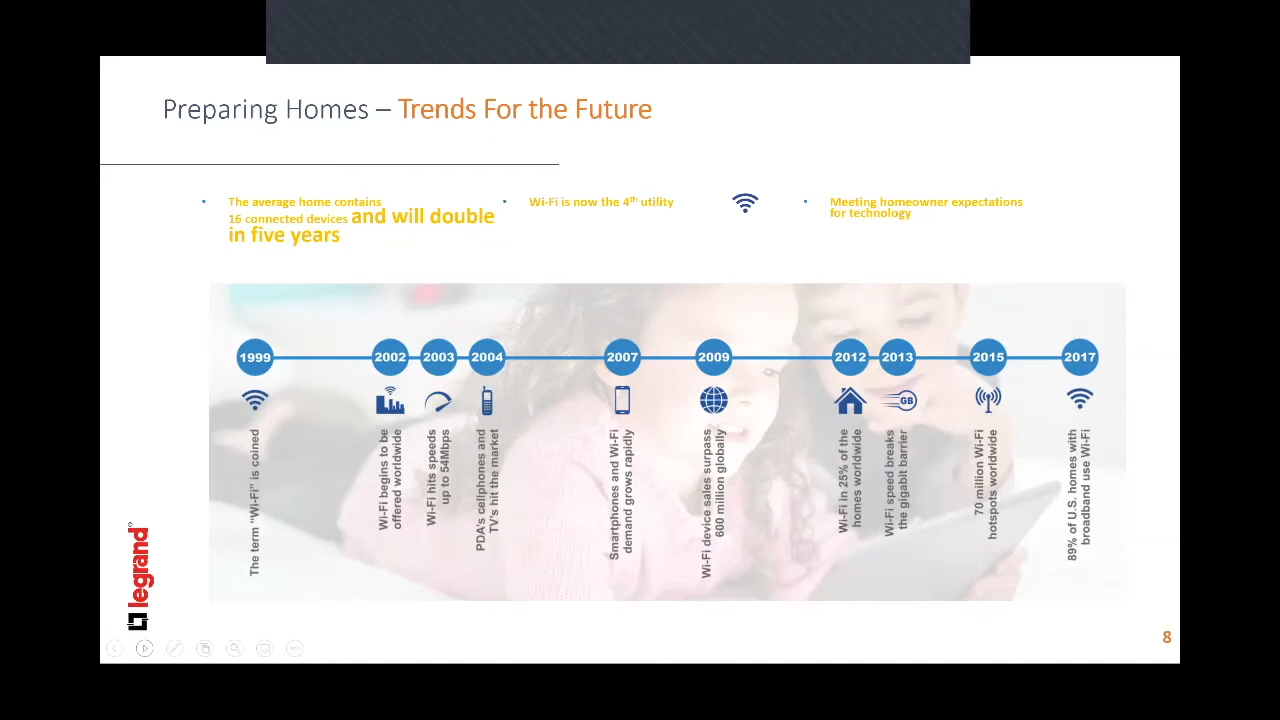 Preparing Homes – Trends For the Future
• The average home contains
16 connected devices and will double
in five years
• Wi-Fi is now the 4th utility
• Meeting homeowner expectations
for technology
1999
2002
2003
2004
2007
2009
2012
2013
2015
2017
GB
The term "Wi-Fi" is coined
Wi-Fi begins to be
offered worldwide
Wi-Fi hits speeds
up to 54Mbps
PDA's cellphones and
TV's hit the market
Smartphones and Wi-Fi
demand grows rapidly
Wi-Fi device sales surpass
600 million globally
Wi-Fi in 25% of the
homes worldwide
Wi-Fi speed breaks
the gigabit barrier
70 million Wi-Fi
hotspots worldwide
89% of U.S. homes with
broadband use Wi-Fi
legrand®
8